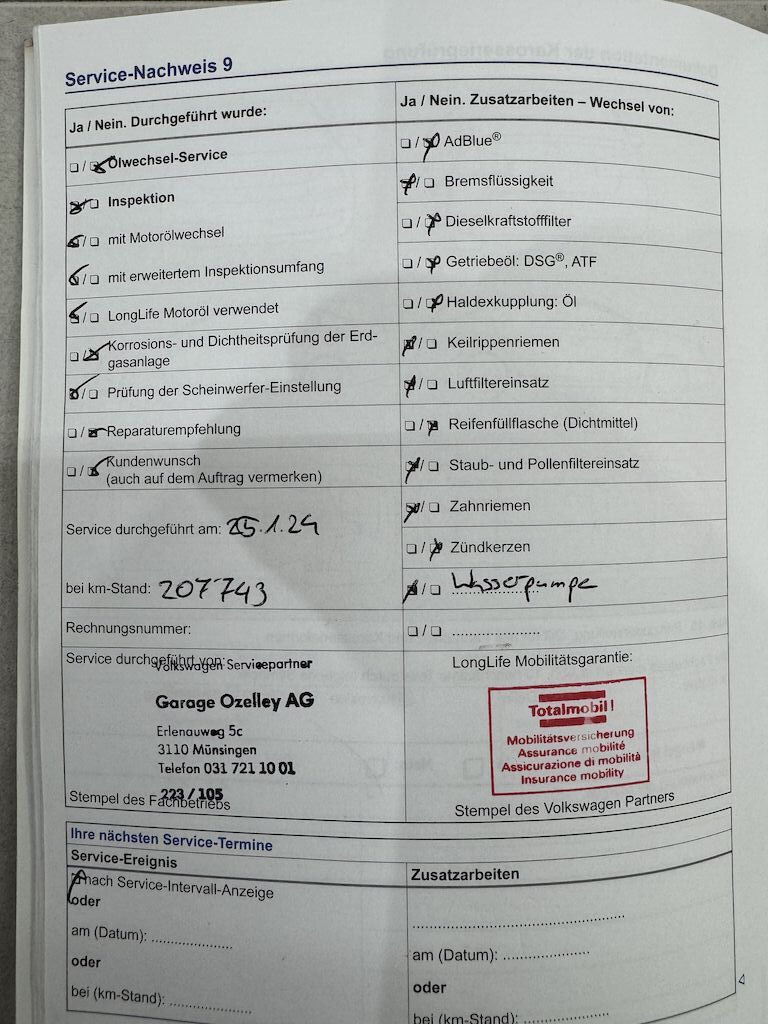 Service-Nachweis 9
Ja / Nein. Durchgeführt wurde:
Ölwechsel-Service
Inspektion
mit Motorölwechsel
mit erweitertem Inspektionsumfang
LongLife Motoröl verwendet
Korrosions- und Dichtheitsprüfung der Erd-
gasanlage
Prüfung der Scheinwerfer-Einstellung
Reparaturempfehlung
Kundenwunsch
(auch auf dem Auftrag vermerken)
Service durchgeführt am: 25.1.24
bei km-Stand: 207743
Rechnungsnummer:
Service durchgeführt von:
Volkswagen Servicepartner
Garage Ozelley AG
Erlenauweg 5c
3110 Münsingen
Telefon 031 721 10 01
223 / 105
Stempel des Fachbetriebs
Ja / Nein. Zusatzarbeiten – Wechsel von:
AdBlue®
Bremsflüssigkeit
Dieselkraftstofffilter
Getriebeöl: DSG®, ATF
Haldexkupplung: Öl
Keilrippenriemen
Luftfiltereinsatz
Reifenfüllflasche (Dichtmittel)
Staub- und Pollenfiltereinsatz
Zahnriemen
Zündkerzen
Wasserpumpe
LongLife Mobilitätsgarantie:
Totalmobil!
Mobilitätsversicherung
Assurance mobilité
Assicurazione di mobilità
Insurance mobility
Stempel des Volkswagen Partners
Ihre nächsten Service-Termine
Service-Ereignis
nach Service-Intervall-Anzeige
oder
am (Datum):
oder
bei (km-Stand):
Zusatzarbeiten
am (Datum):
oder
bei (km-Stand):